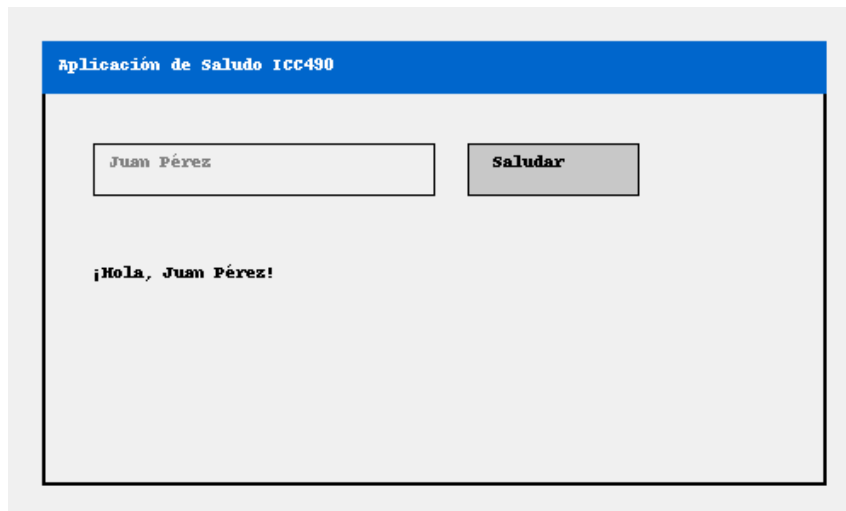 Aplicación de Saludo ICC490
Juan Pérez
Saludar
¡Hola, Juan Pérez!